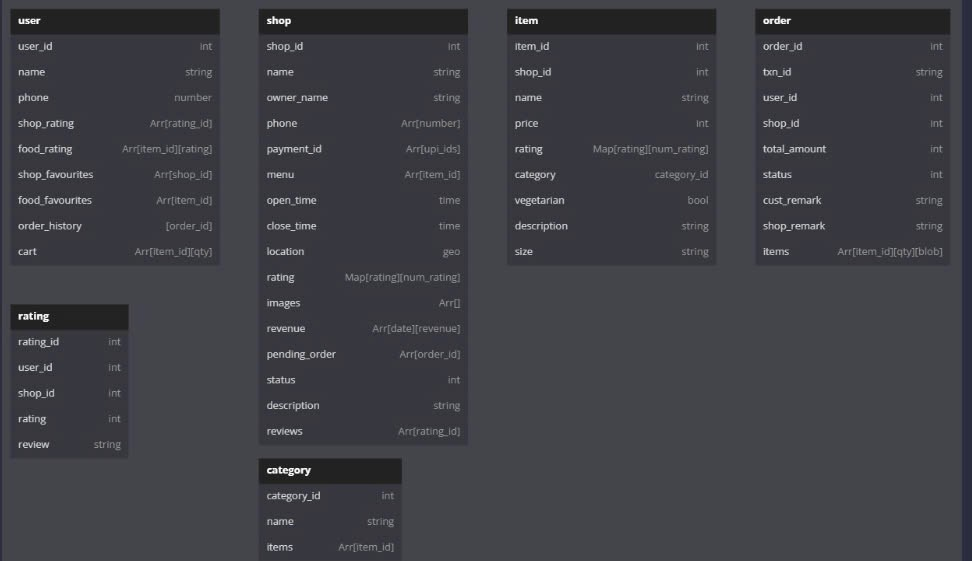 user
user_id int
name string
phone number
shop_rating Arr[rating_id]
food_rating Arr[item_id][rating]
shop_favourites Arr[shop_id]
food_favourites Arr[item_id]
order_history [order_id]
cart Arr[item_id][qty]
shop
shop_id int
name string
owner_name string
phone Arr[number]
payment_id Arr[upi_ids]
menu Arr[item_id]
open_time time
close_time time
location geo
rating Map[rating][num_rating]
images Arr[]
revenue Arr[date][revenue]
pending_order Arr[order_id]
status int
description string
reviews Arr[rating_id]
item
item_id int
shop_id int
name string
price int
rating Map[rating][num_rating]
category category_id
vegetarian bool
description string
size string
order
order_id int
txn_id string
user_id int
shop_id int
total_amount int
status int
cust_remark string
shop_remark string
items Arr[item_id][qty][blob]
rating
rating_id int
user_id int
shop_id int
rating int
review string
category
category_id int
name string
items Arr[item_id]